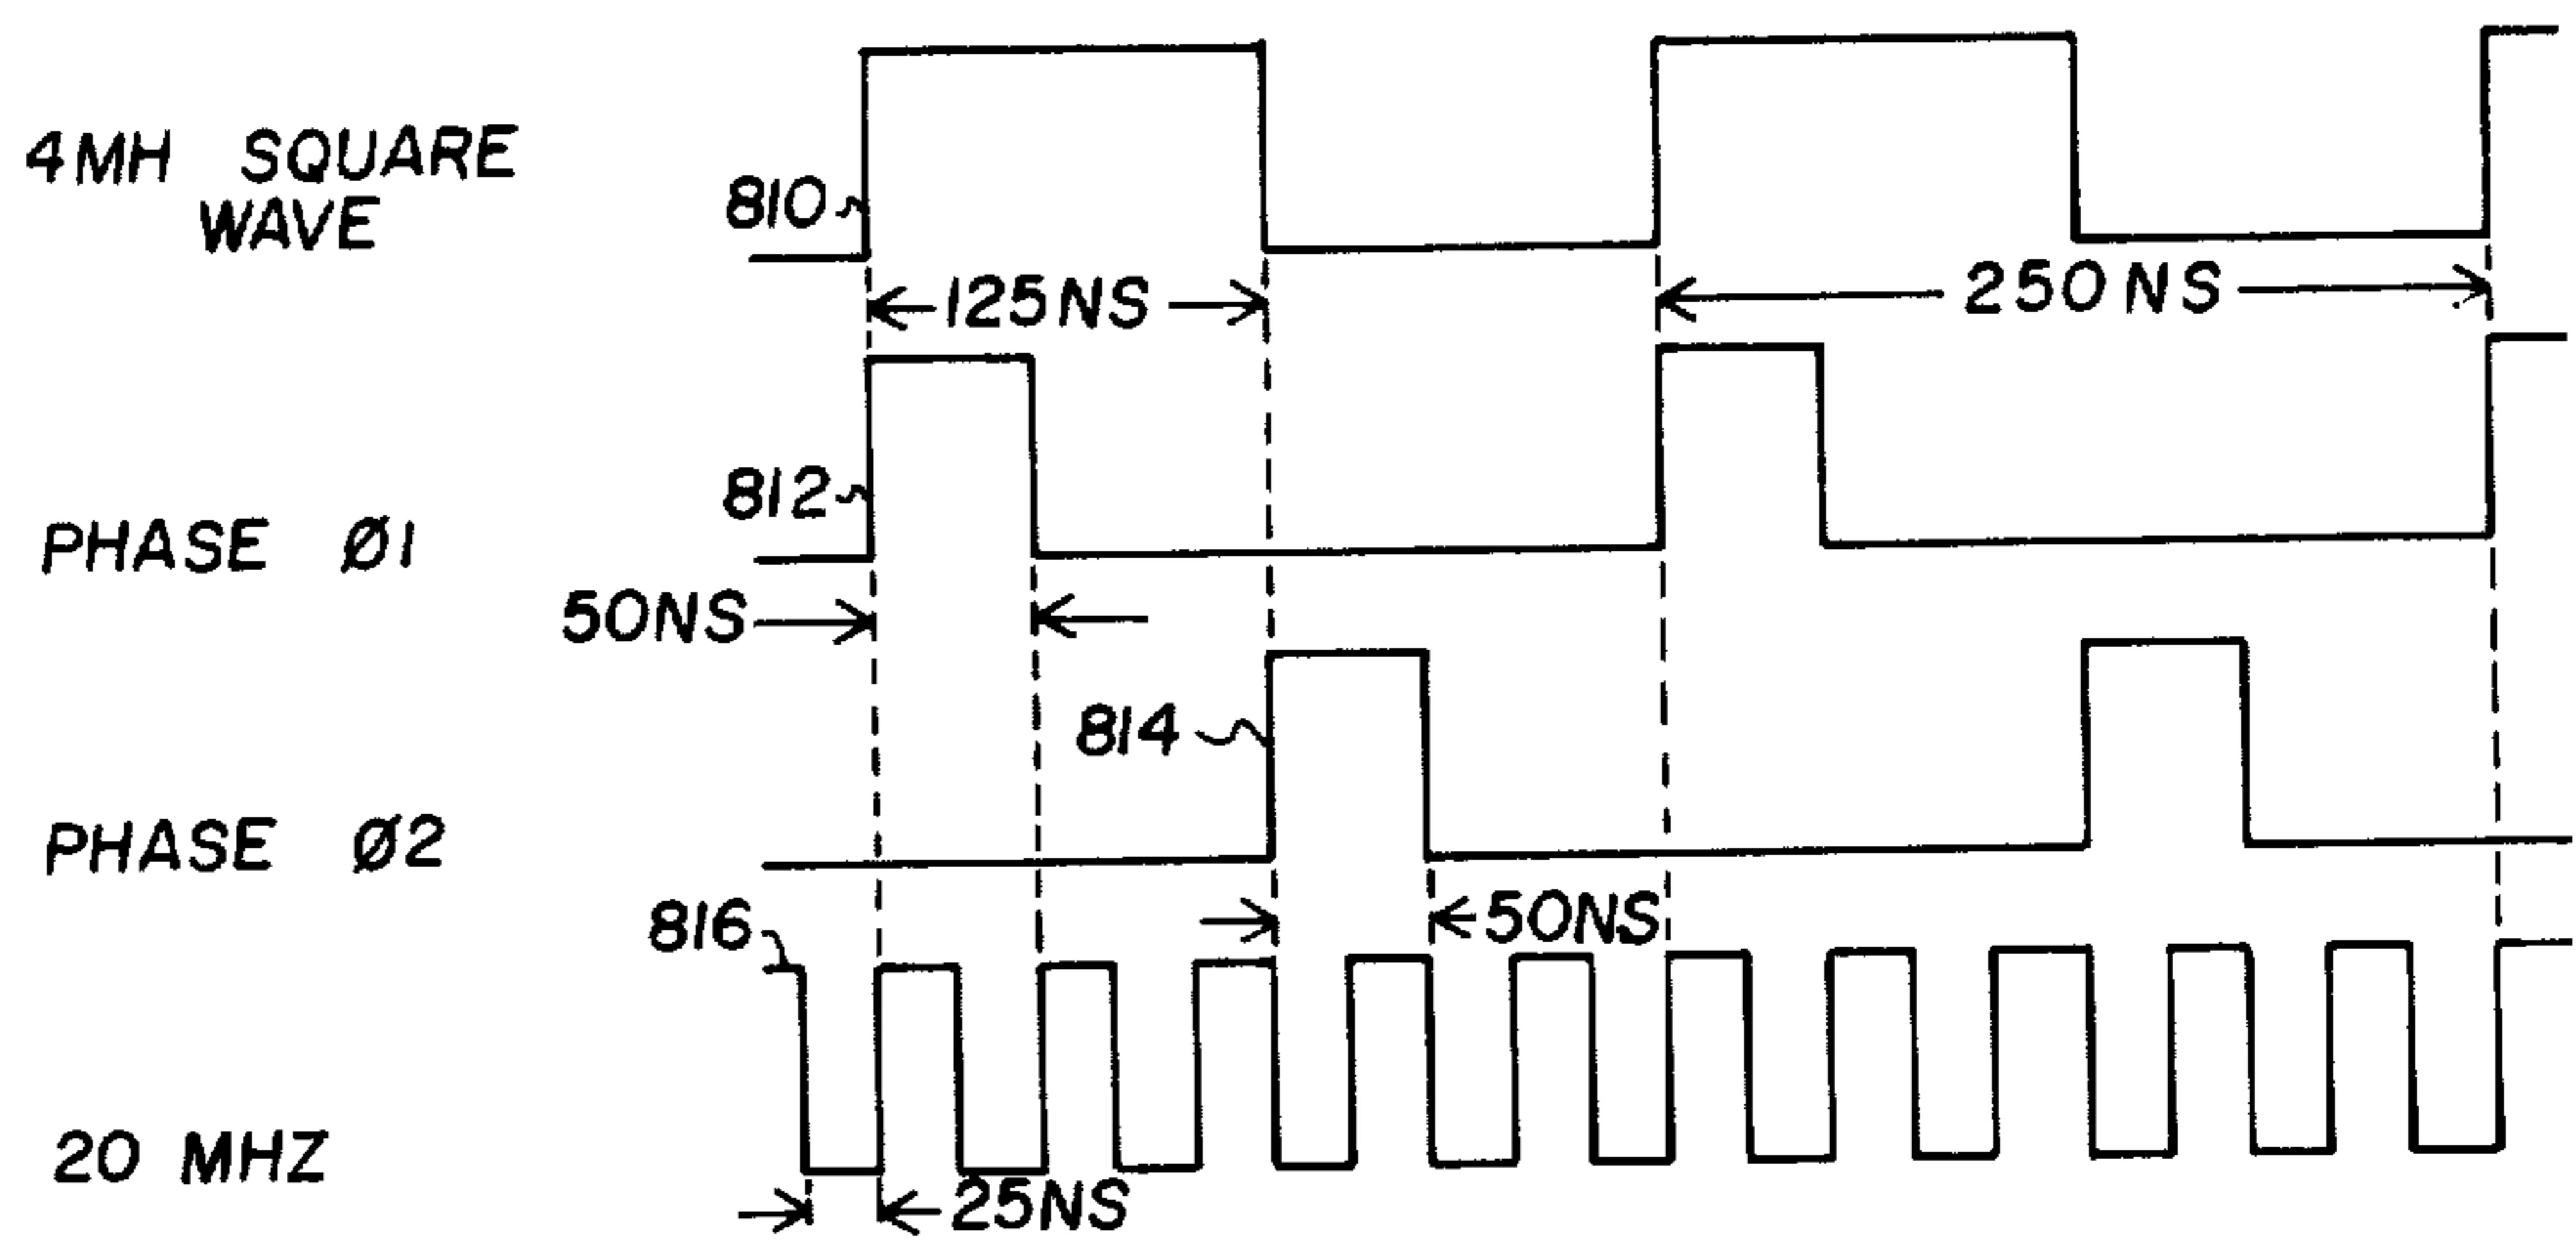 4MH SQUARE
WAVE
810
125NS
250NS
812
PHASE Ø1
50NS
814
PHASE Ø2
816
50NS
20 MHZ
25NS